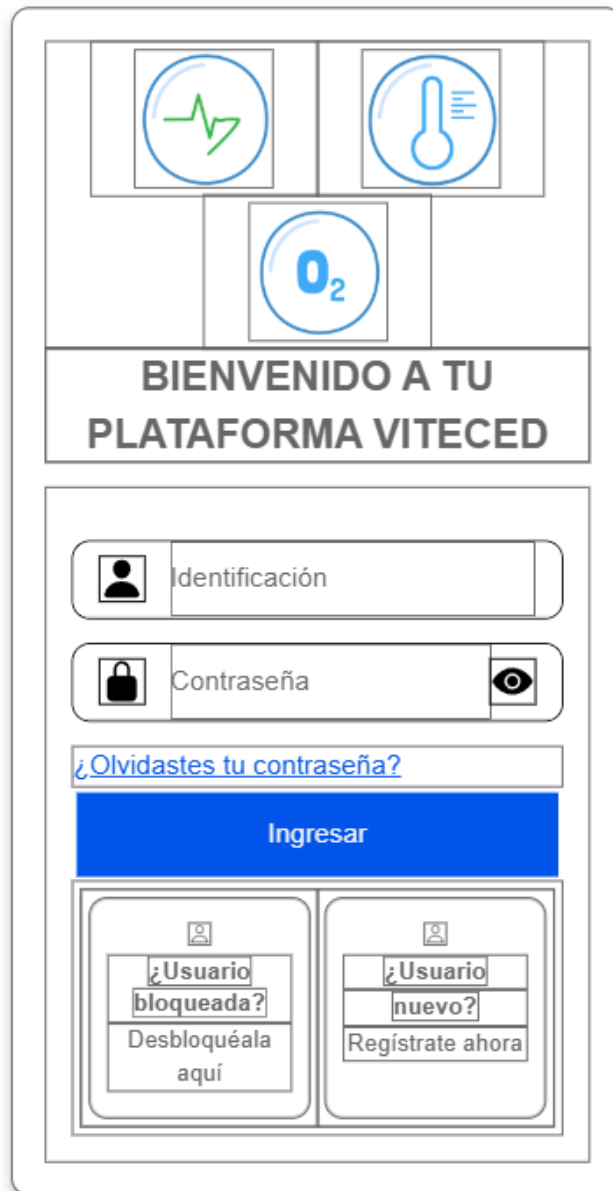 O₂
BIENVENIDO A TU
PLATAFORMA VITECED
Identificación
Contraseña
¿Olvidastes tu contraseña?
Ingresar
¿Usuario
bloqueada?
Desbloquéala
aquí
¿Usuario
nuevo?
Regístrate ahora